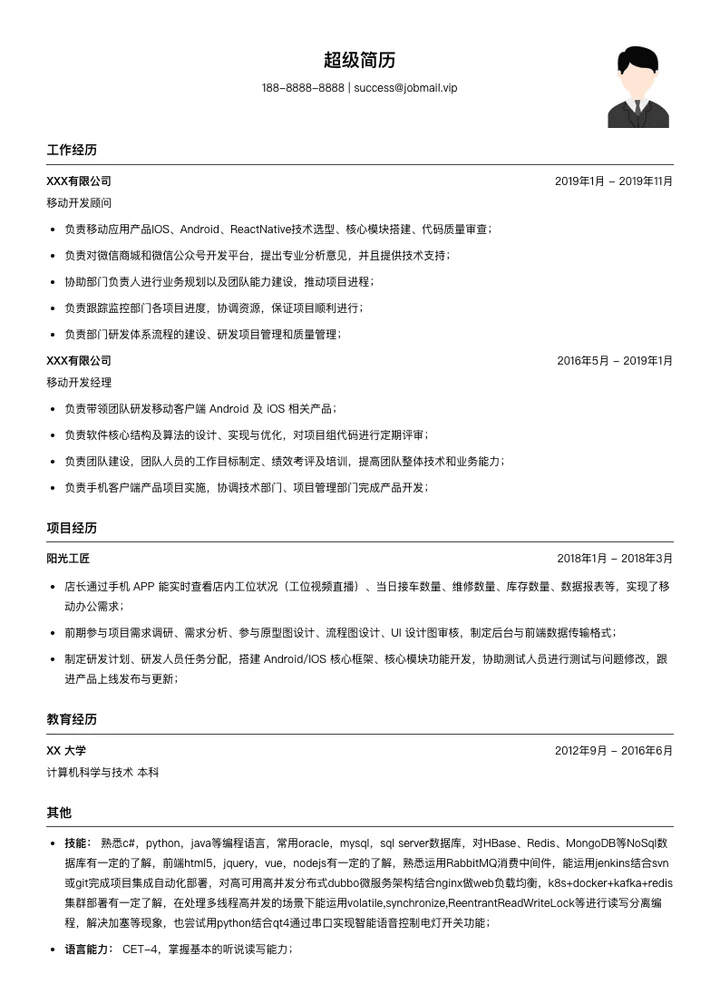 超级简历
188-8888-8888 | success@jobmail.vip
工作经历
XXX有限公司 2019年1月 - 2019年11月
移动开发顾问
• 负责移动应用产品IOS、Android、ReactNative技术选型、核心模块搭建、代码质量审查；
• 负责对微信商城和微信公众号开发平台，提出专业分析意见，并且提供技术支持；
• 协助部门负责人进行业务规划以及团队能力建设，推动项目进程；
• 负责跟踪监控部门各项目进度，协调资源，保证项目顺利进行；
• 负责部门研发体系流程的建设、研发项目管理和质量管理；
XXX有限公司 2016年5月 - 2019年1月
移动开发经理
• 负责带领团队研发移动客户端 Android 及 iOS 相关产品；
• 负责软件核心结构及算法的设计、实现与优化，对项目组代码进行定期评审；
• 负责团队建设，团队人员的工作目标制定、绩效考评及培训，提高团队整体技术和业务能力；
• 负责手机客户端产品项目实施，协调技术部门、项目管理部门完成产品开发；
项目经历
阳光工匠 2018年1月 - 2018年3月
• 店长通过手机 APP 能实时查看店内工位状况（工位视频直播）、当日接车数量、维修数量、库存数量、数据报表等，实现了移
动办公需求；
• 前期参与项目需求调研、需求分析、参与原型图设计、流程图设计、UI 设计图审核，制定后台与前端数据传输格式；
• 制定研发计划、研发人员任务分配，搭建 Android/IOS 核心框架、核心模块功能开发，协助测试人员进行测试与问题修改，跟
进产品上线发布与更新；
教育经历
XX 大学 2012年9月 - 2016年6月
计算机科学与技术 本科
其他
• 技能： 熟悉c#，python，java等编程语言，常用oracle，mysql，sql server数据库，对HBase、Redis、MongoDB等NoSql数
据库有一定的了解，前端html5，jquery，vue，nodejs有一定的了解，熟悉运用RabbitMQ消费中间件，能运用jenkins结合svn
或git完成项目集成自动化部署，对高可用高并发分布式dubbo微服务架构结合nginx做web负载均衡，k8s+docker+kafka+redis
集群部署有一定了解，在处理多线程高并发的场景下能运用volatile,synchronize,ReentrantReadWriteLock等进行读写分离编
程，解决加塞等现象，也尝试用python结合qt4通过串口实现智能语音控制电灯开关功能；
• 语言能力： CET-4，掌握基本的听说读写能力；